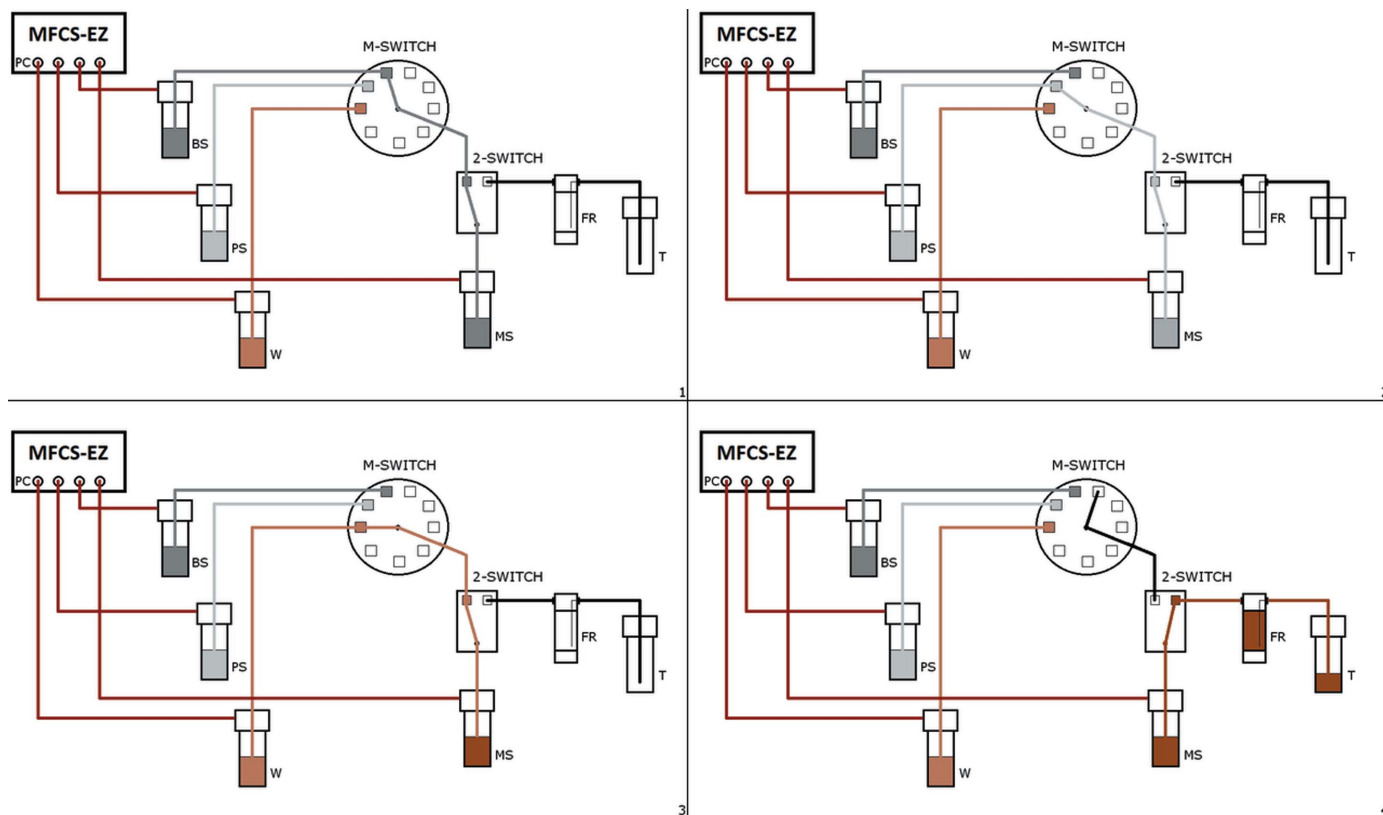 MFCS-EZ
PC
M-SWITCH
BS
2-SWITCH
PS
FR
T
MS
W
1
MFCS-EZ
PC
M-SWITCH
BS
2-SWITCH
PS
FR
T
MS
W
MFCS-EZ
PC
M-SWITCH
BS
2-SWITCH
PS
FR
T
MS
W
3
MFCS-EZ
PC
M-SWITCH
BS
2-SWITCH
PS
FR
T
MS
W